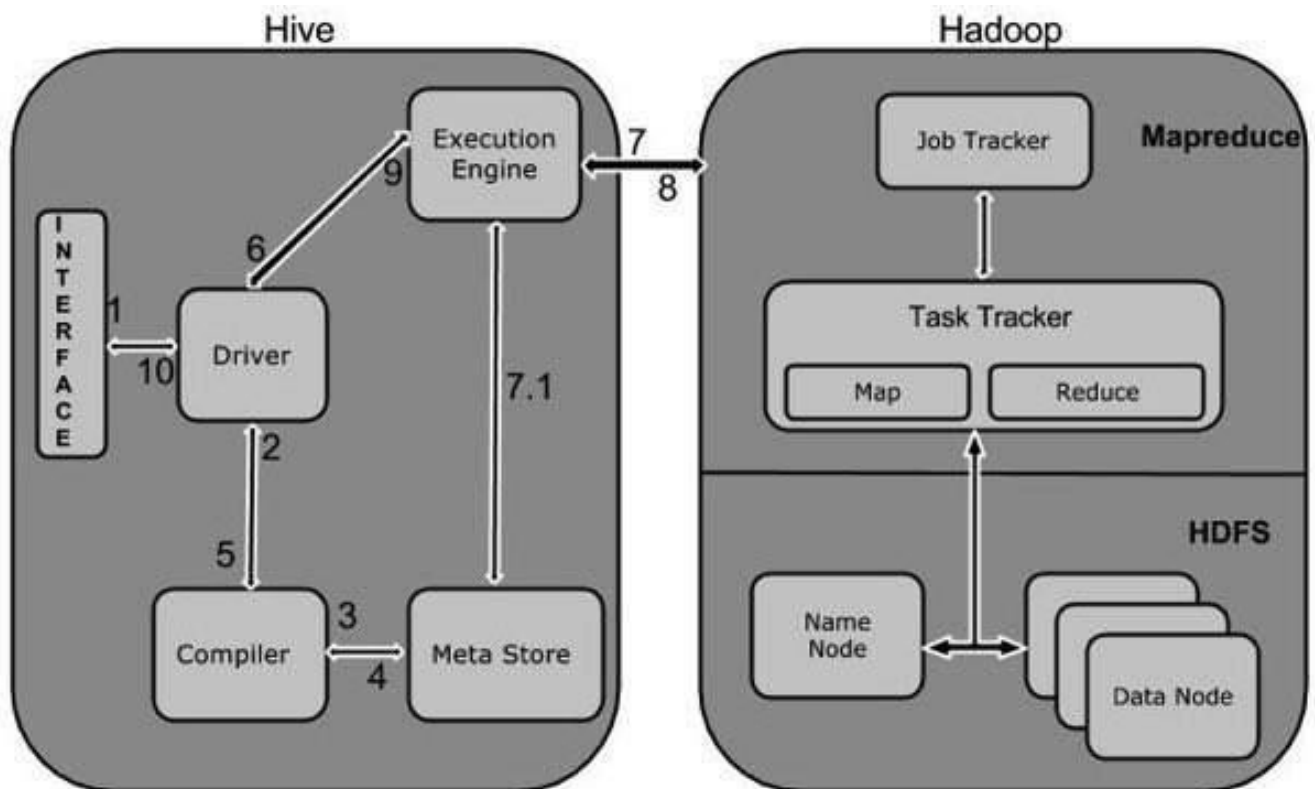 Hive
Hadoop
Execution
Engine
7
8
Job Tracker
Mapreduce
9
6
INTERFACE
1
10
Driver
7.1
Task Tracker
Map
Reduce
2
5
HDFS
Compiler
3
4
Meta Store
Name
Node
Data Node